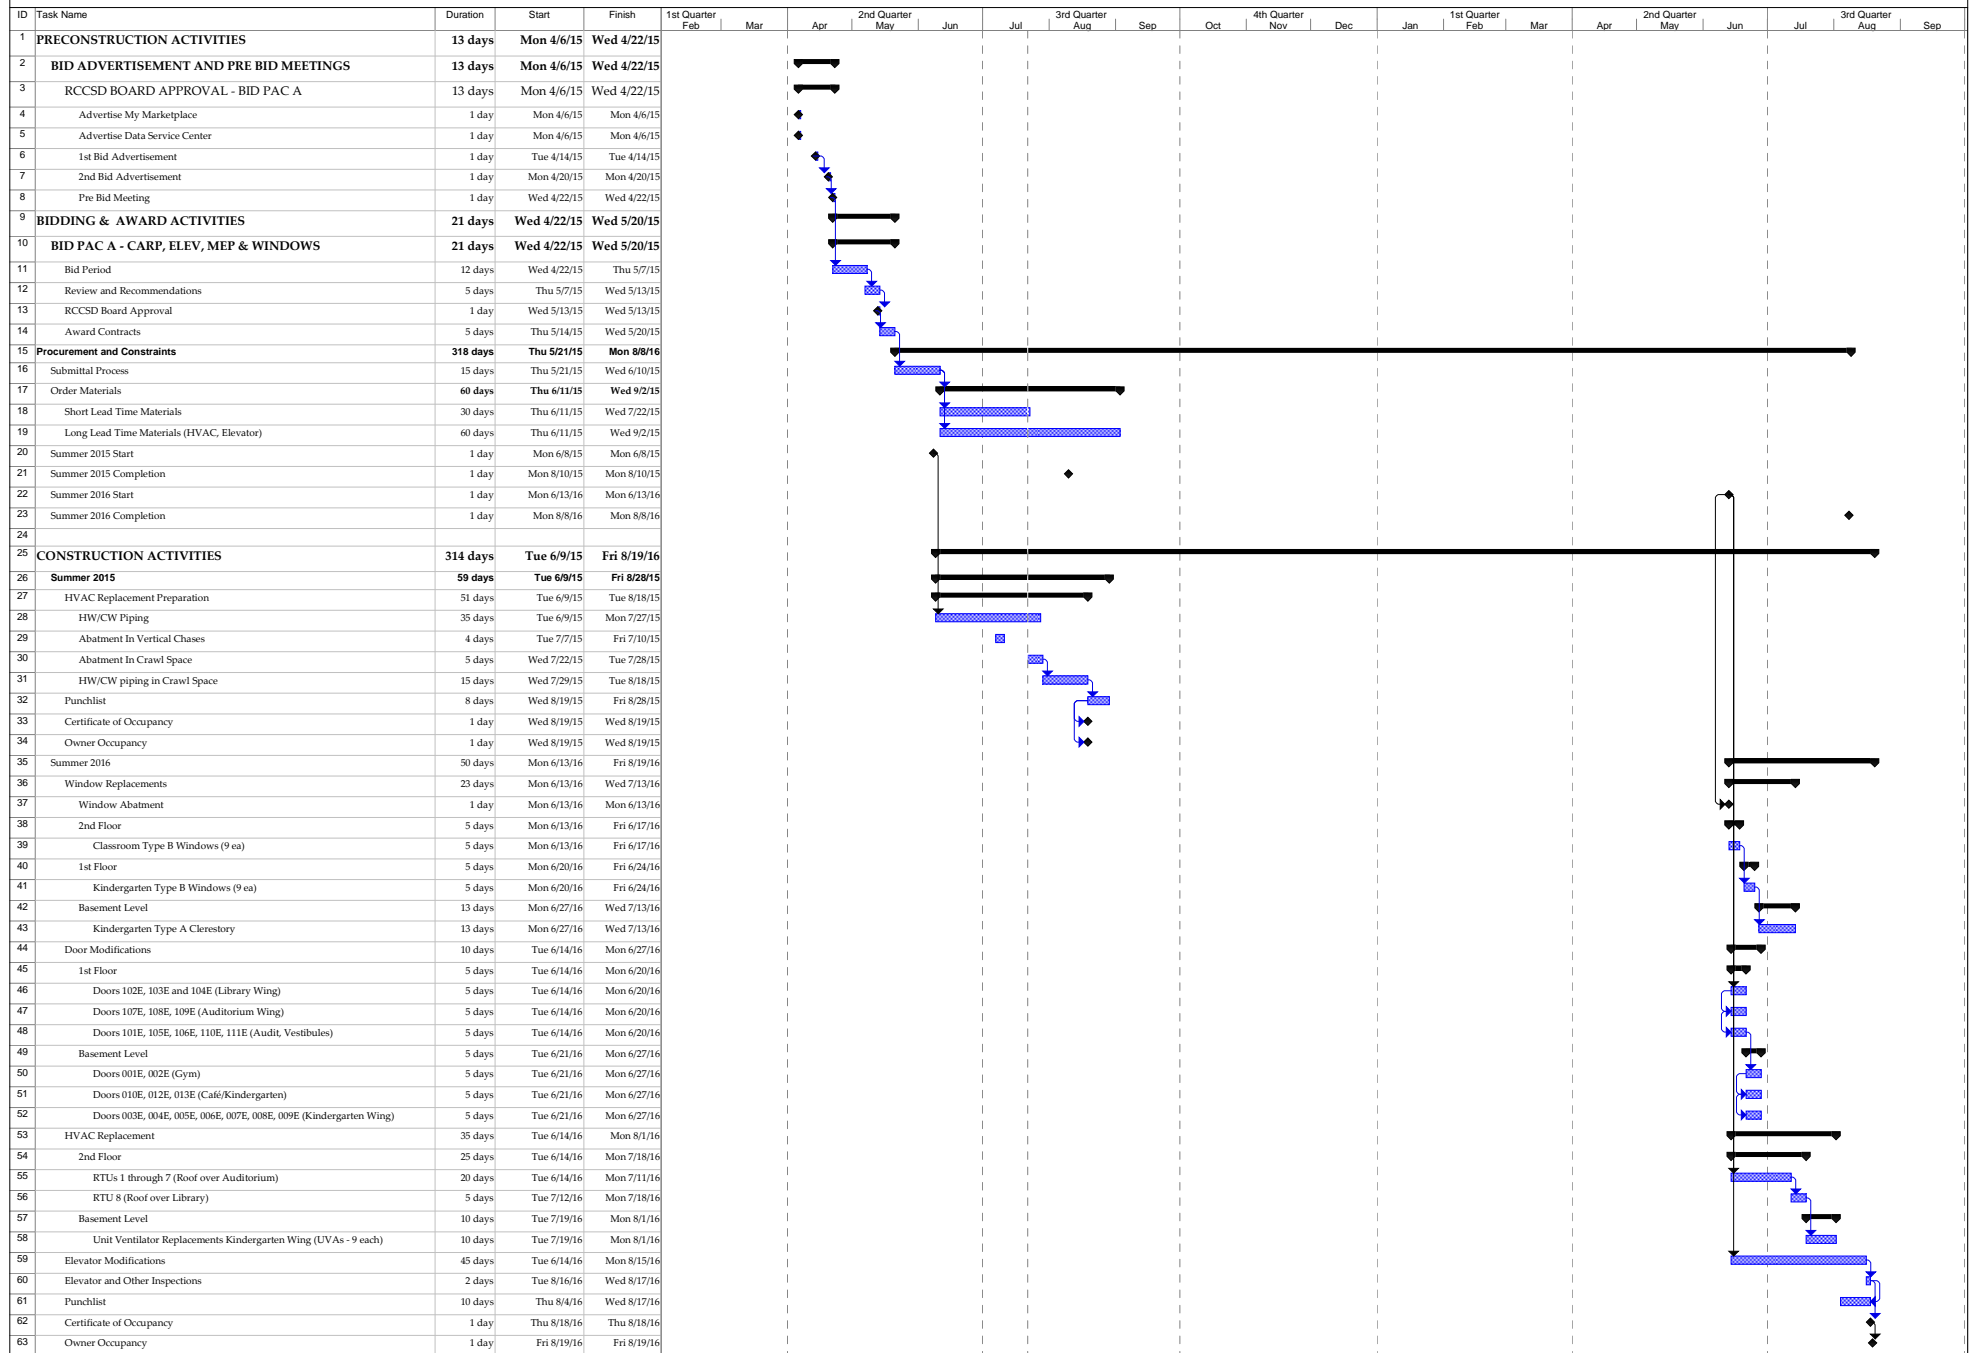 ID Task Name Duration Start Finish 1st Quarter 2nd Quarter 3rd Quarter 4th Quarter 1st Quarter 2nd Quarter 3rd Quarter
Feb Mar Apr May Jun Jul Aug Sep Oct Nov Dec Jan Feb Mar Apr May Jun Jul Aug Sep
1 PRECONSTRUCTION ACTIVITIES 13 days Mon 4/6/15 Wed 4/22/15
2 BID ADVERTISEMENT AND PRE BID MEETINGS 13 days Mon 4/6/15 Wed 4/22/15
3 RCCSD BOARD APPROVAL - BID PAC A 13 days Mon 4/6/15 Wed 4/22/15
4 Advertise My Marketplace 1 day Mon 4/6/15 Mon 4/6/15
5 Advertise Data Service Center 1 day Mon 4/6/15 Mon 4/6/15
6 1st Bid Advertisement 1 day Tue 4/14/15 Tue 4/14/15
7 2nd Bid Advertisement 1 day Mon 4/20/15 Mon 4/20/15
8 Pre Bid Meeting 1 day Wed 4/22/15 Wed 4/22/15
9 BIDDING & AWARD ACTIVITIES 21 days Wed 4/22/15 Wed 5/20/15
10 BID PAC A - CARP, ELEV, MEP & WINDOWS 21 days Wed 4/22/15 Wed 5/20/15
11 Bid Period 12 days Wed 4/22/15 Thu 5/7/15
12 Review and Recommendations 5 days Thu 5/7/15 Wed 5/13/15
13 RCCSD Board Approval 1 day Wed 5/13/15 Wed 5/13/15
14 Award Contracts 5 days Thu 5/14/15 Wed 5/20/15
15 Procurement and Constraints 318 days Thu 5/21/15 Mon 8/8/16
16 Submittal Process 15 days Thu 5/21/15 Wed 6/10/15
17 Order Materials 60 days Thu 6/11/15 Wed 9/2/15
18 Short Lead Time Materials 30 days Thu 6/11/15 Wed 7/22/15
19 Long Lead Time Materials (HVAC, Elevator) 60 days Thu 6/11/15 Wed 9/2/15
20 Summer 2015 Start 1 day Mon 6/8/15 Mon 6/8/15
21 Summer 2015 Completion 1 day Mon 8/10/15 Mon 8/10/15
22 Summer 2016 Start 1 day Mon 6/13/16 Mon 6/13/16
23 Summer 2016 Completion 1 day Mon 8/8/16 Mon 8/8/16
24
25 CONSTRUCTION ACTIVITIES 314 days Tue 6/9/15 Fri 8/19/16
26 Summer 2015 59 days Tue 6/9/15 Fri 8/28/15
27 HVAC Replacement Preparation 51 days Tue 6/9/15 Tue 8/18/15
28 HW/CW Piping 35 days Tue 6/9/15 Mon 7/27/15
29 Abatment In Vertical Chases 4 days Tue 7/7/15 Fri 7/10/15
30 Abatment In Crawl Space 5 days Wed 7/22/15 Tue 7/28/15
31 HW/CW piping in Crawl Space 15 days Wed 7/29/15 Tue 8/18/15
32 Punchlist 8 days Wed 8/19/15 Fri 8/28/15
33 Certificate of Occupancy 1 day Wed 8/19/15 Wed 8/19/15
34 Owner Occupancy 1 day Wed 8/19/15 Wed 8/19/15
35 Summer 2016 50 days Mon 6/13/16 Fri 8/19/16
36 Window Replacements 23 days Mon 6/13/16 Wed 7/13/16
37 Window Abatment 1 day Mon 6/13/16 Mon 6/13/16
38 2nd Floor 5 days Mon 6/13/16 Fri 6/17/16
39 Classroom Type B Windows (9 ea) 5 days Mon 6/13/16 Fri 6/17/16
40 1st Floor 5 days Mon 6/20/16 Fri 6/24/16
41 Kindergarten Type B Windows (9 ea) 5 days Mon 6/20/16 Fri 6/24/16
42 Basement Level 13 days Mon 6/27/16 Wed 7/13/16
43 Kindergarten Type A Clerestory 13 days Mon 6/27/16 Wed 7/13/16
44 Door Modifications 10 days Tue 6/14/16 Mon 6/27/16
45 1st Floor 5 days Tue 6/14/16 Mon 6/20/16
46 Doors 102E, 103E and 104E (Library Wing) 5 days Tue 6/14/16 Mon 6/20/16
47 Doors 107E, 108E, 109E (Auditorium Wing) 5 days Tue 6/14/16 Mon 6/20/16
48 Doors 101E, 105E, 106E, 110E, 111E (Audit, Vestibules) 5 days Tue 6/14/16 Mon 6/20/16
49 Basement Level 5 days Tue 6/21/16 Mon 6/27/16
50 Doors 001E, 002E (Gym) 5 days Tue 6/21/16 Mon 6/27/16
51 Doors 010E, 012E, 013E (Café/Kindergarten) 5 days Tue 6/21/16 Mon 6/27/16
52 Doors 003E, 004E, 005E, 006E, 007E, 008E, 009E (Kindergarten Wing) 5 days Tue 6/21/16 Mon 6/27/16
53 HVAC Replacement 35 days Tue 6/14/16 Mon 8/1/16
54 2nd Floor 25 days Tue 6/14/16 Mon 7/18/16
55 RTUs 1 through 7 (Roof over Auditorium) 20 days Tue 6/14/16 Mon 7/11/16
56 RTU 8 (Roof over Library) 5 days Tue 7/12/16 Mon 7/18/16
57 Basement Level 10 days Tue 7/19/16 Mon 8/1/16
58 Unit Ventilator Replacements Kindergarten Wing (UVAs - 9 each) 10 days Tue 7/19/16 Mon 8/1/16
59 Elevator Modifications 45 days Tue 6/14/16 Mon 8/15/16
60 Elevator and Other Inspections 2 days Tue 8/16/16 Wed 8/17/16
61 Punchlist 10 days Thu 8/4/16 Wed 8/17/16
62 Certificate of Occupancy 1 day Thu 8/18/16 Thu 8/18/16
63 Owner Occupancy 1 day Fri 8/19/16 Fri 8/19/16